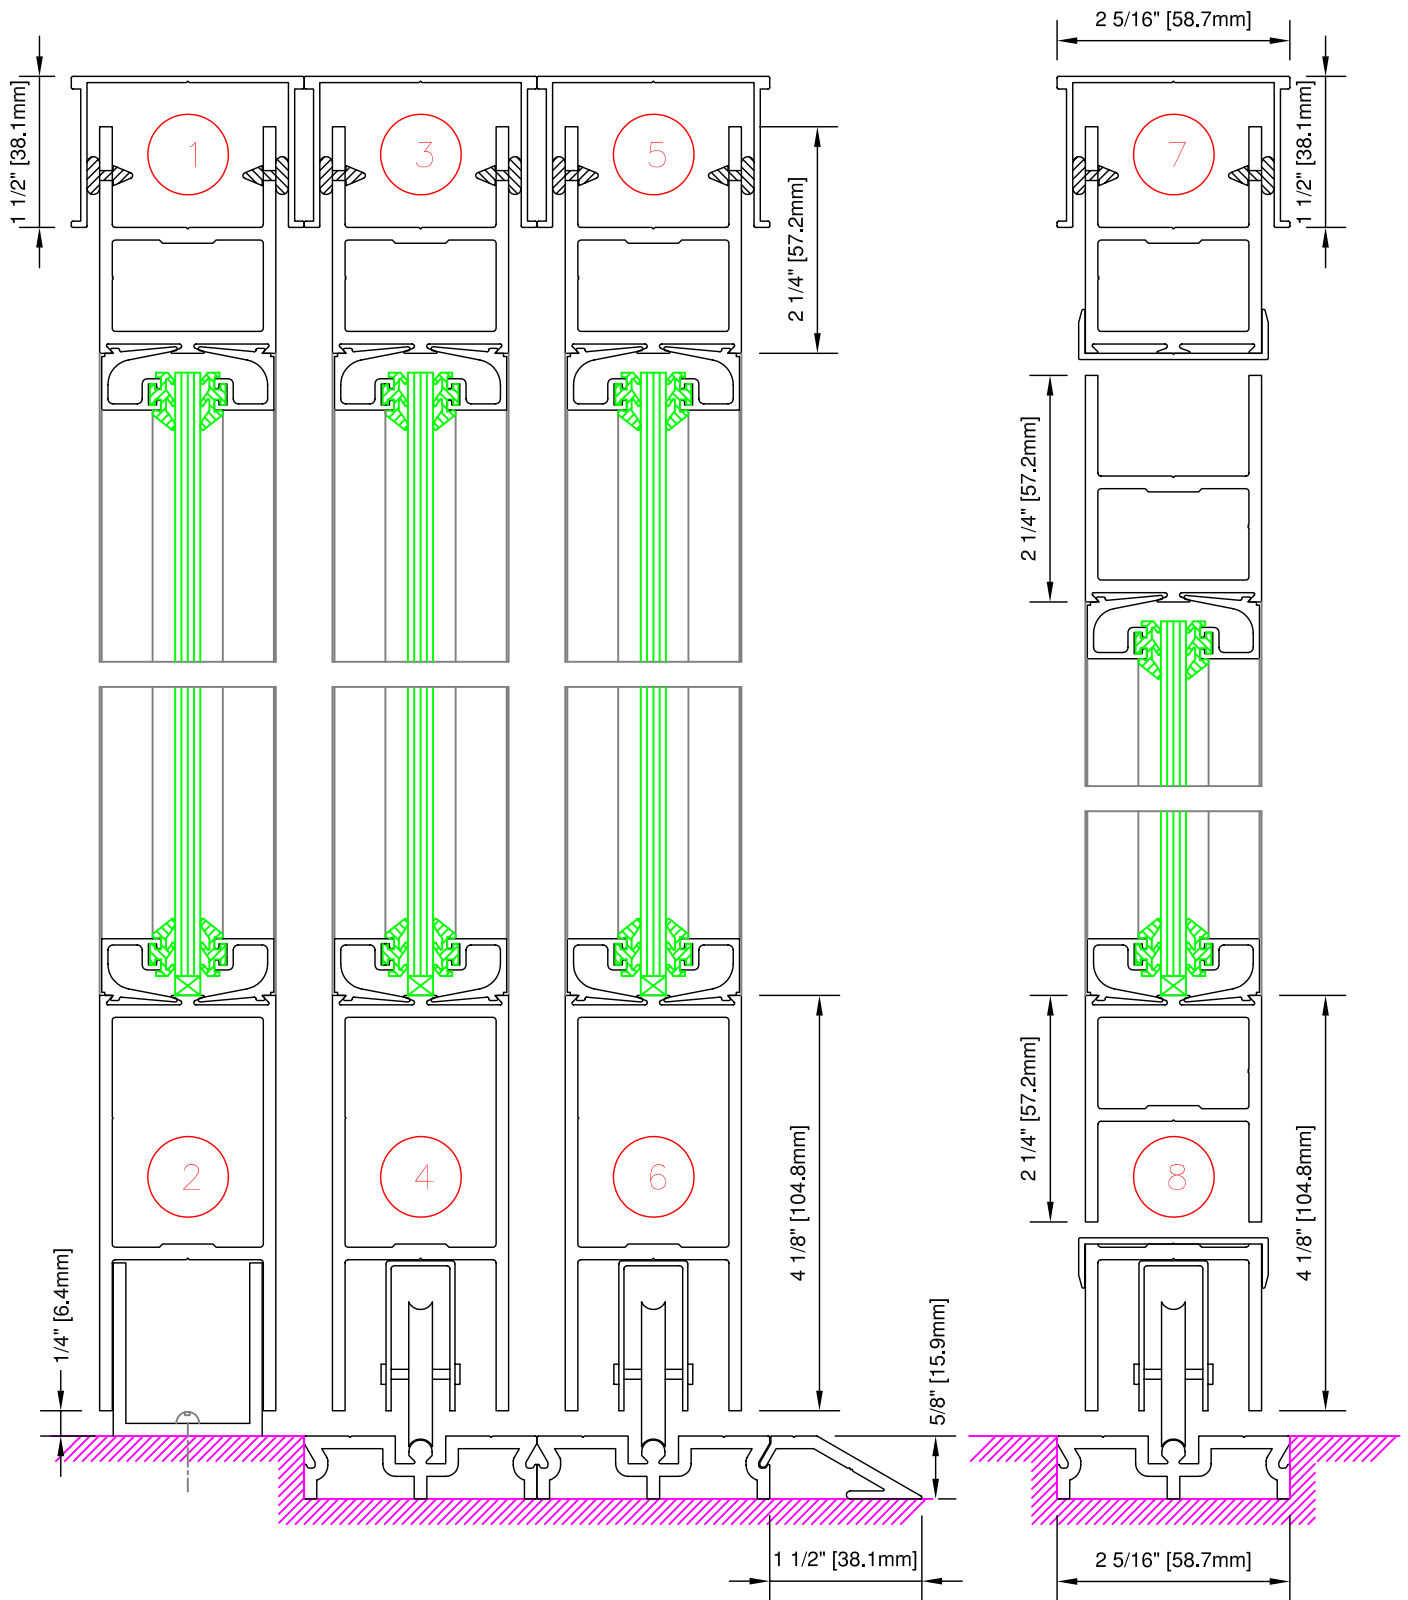 2 5/16" [58.7mm]
1 1/2" [38.1mm]
1
3
5
7
1 1/2" [38.1mm]
2 1/4" [57.2mm]
2 1/4" [57.2mm]
2 1/4" [57.2mm]
2
4
6
8
4 1/8" [104.8mm]
4 1/8" [104.8mm]
1/4" [6.4mm]
5/8" [15.9mm]
1 1/2" [38.1mm]
2 5/16" [58.7mm]